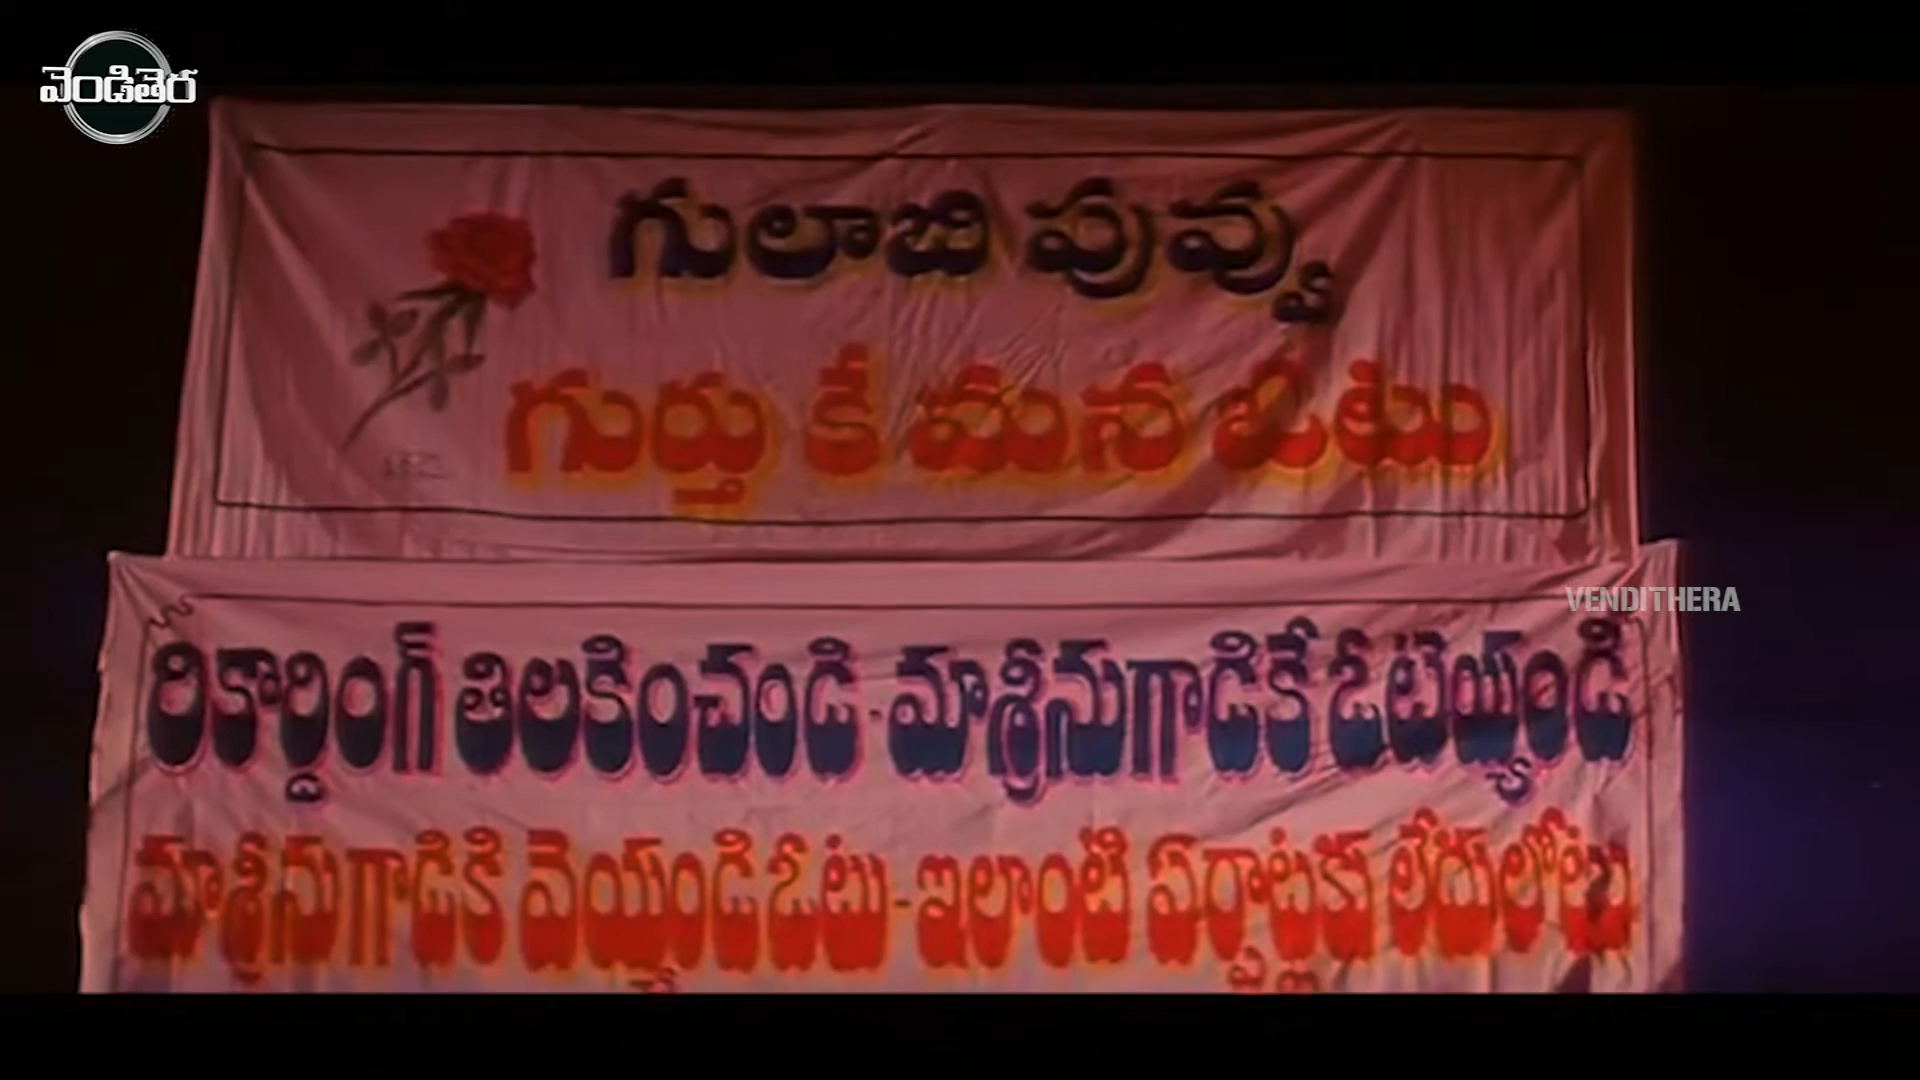 వెండితెర
గులాబి పువ్వు
గుర్తు కే మన ఓటు
VENDITHERA
రికార్డింగ్ తిలకించండి - మాశ్రీనుగాడికే ఓటెయ్యండి
మాశ్రీనుగాడికి వెయ్యండి ఓటు - ఇలాంటి ఏర్పాట్లకు లేదులోటు